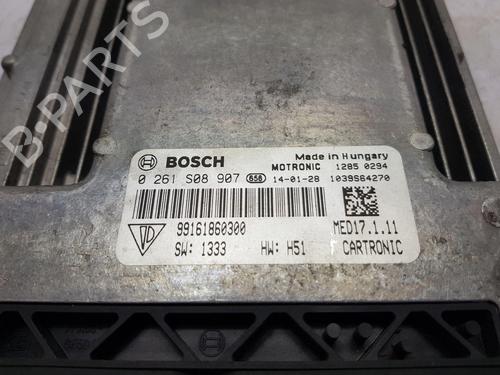 B-PARTS
BOSCH
Made in Hungary
MOTRONIC 1285 0294
0 261 S08 907 658 14-01-28 1039S64270
99161860300
MED17.1.11
SW: 1333 HW: H51 CARTRONIC